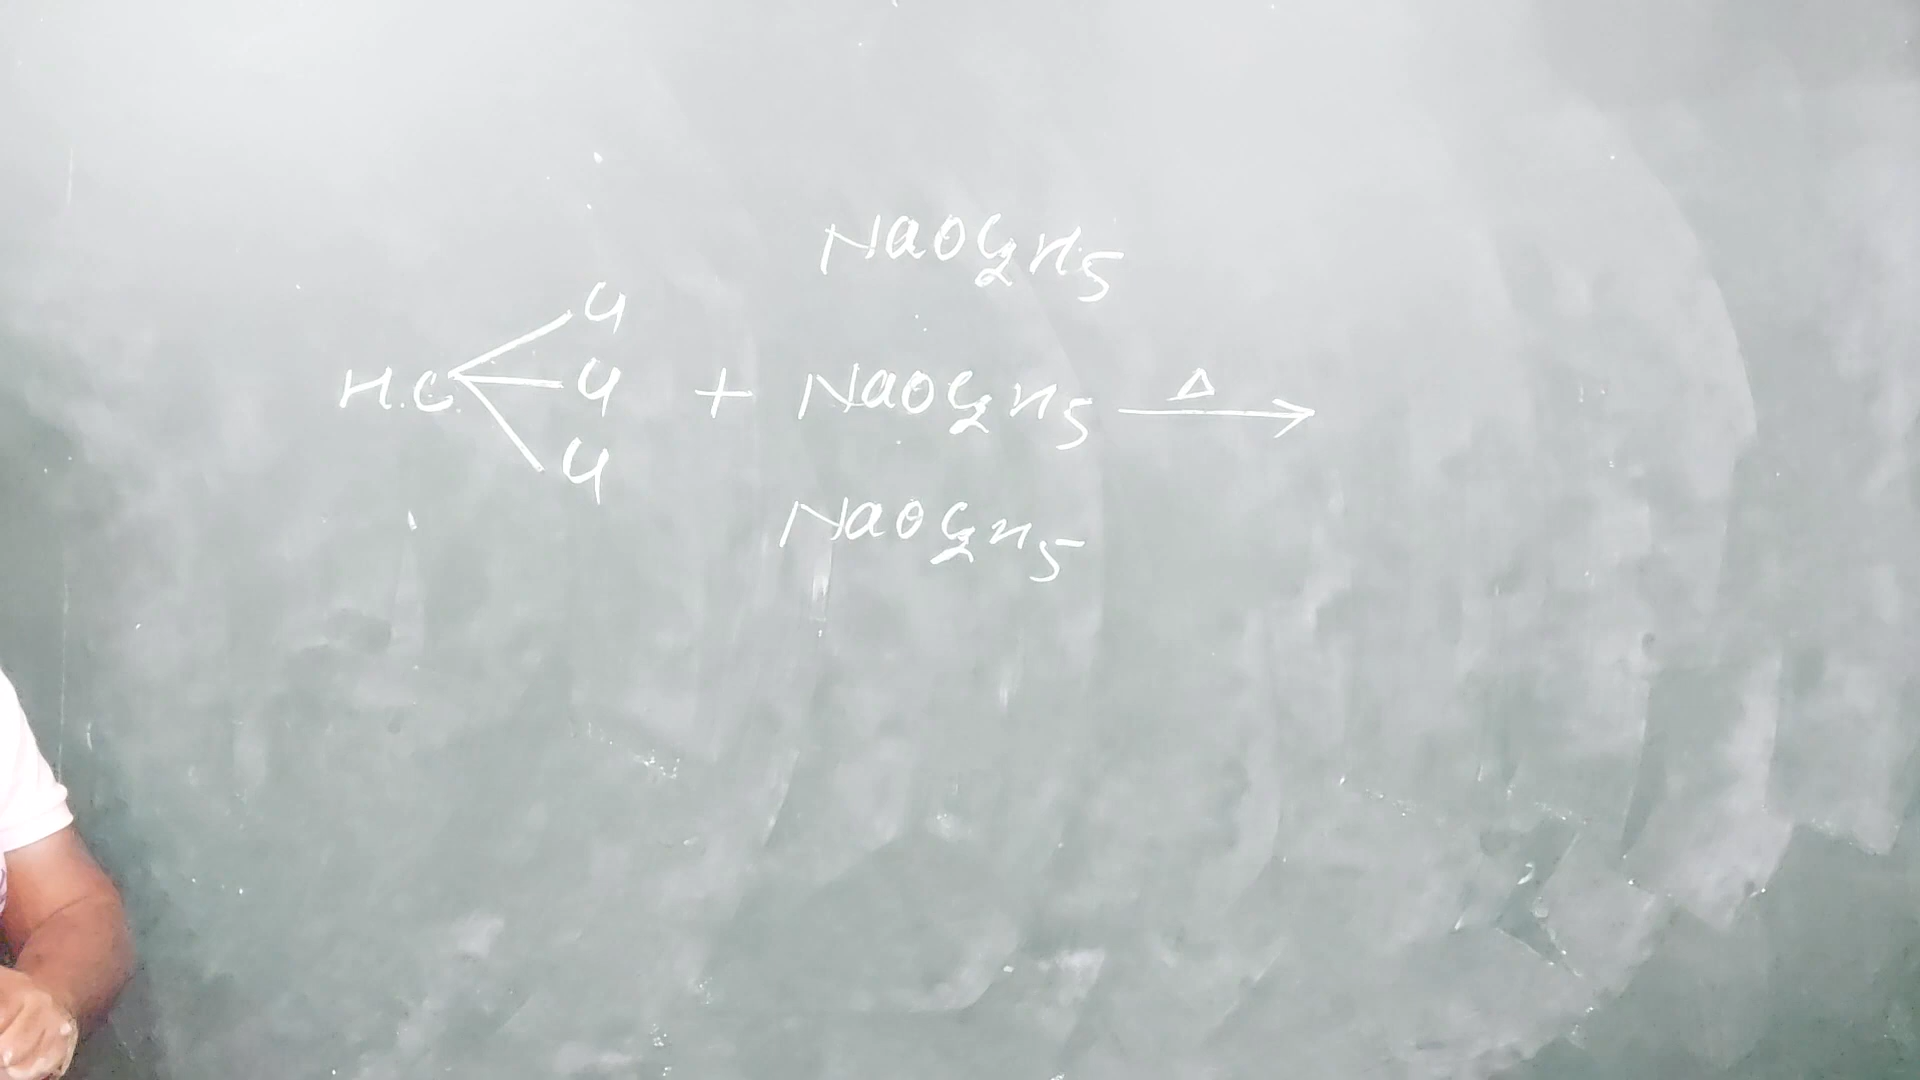 NaOC₂H₅
Cl
H.C. Cl + NaOC₂H₅ Δ →
Cl
NaOC₂H₅